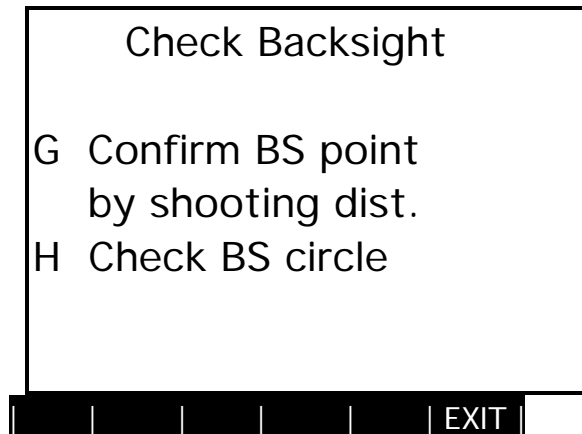 Check Backsight
G Confirm BS point
by shooting dist.
H Check BS circle
EXIT